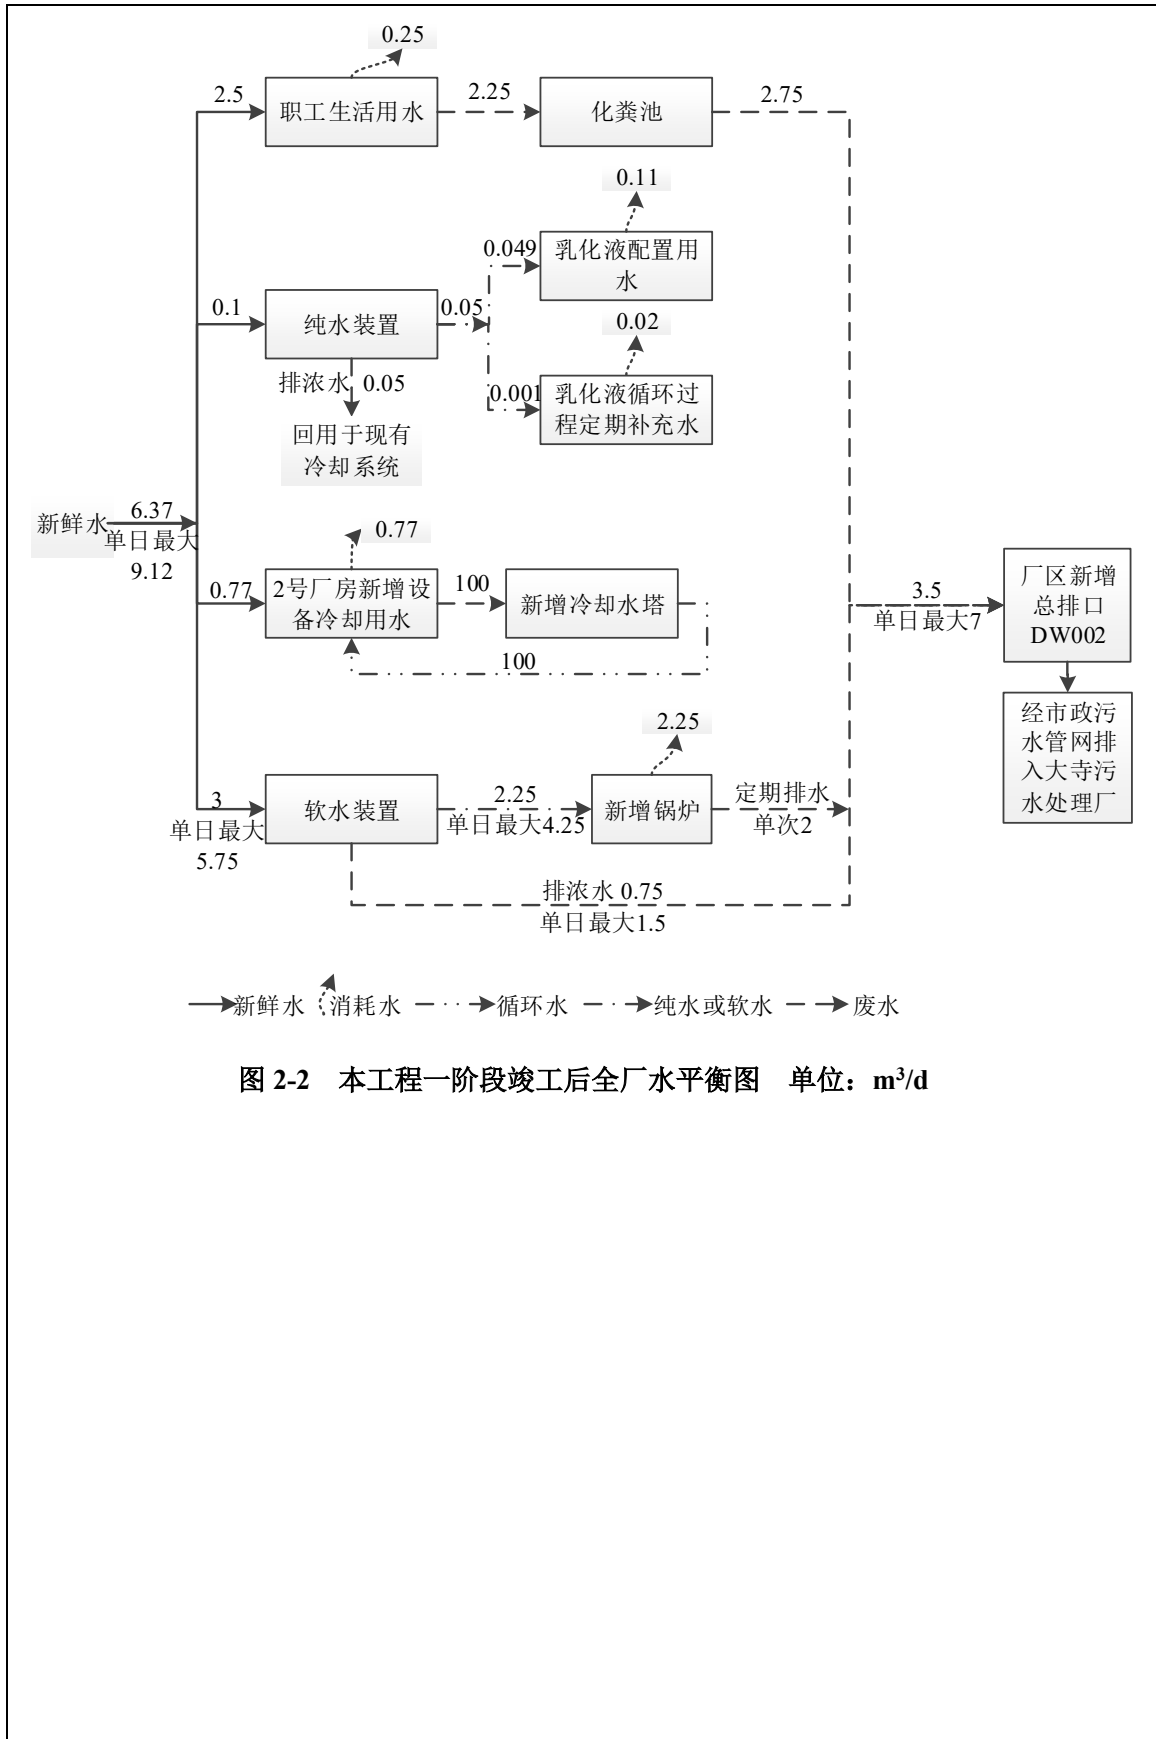 0.25
2.5
职工生活用水
2.25
化粪池
2.75
0.11
0.049
乳化液配置用
水
0.1
纯水装置
0.05
0.02
排浓水 0.05
0.001
乳化液循环过
程定期补充水
回用于现有
冷却系统
新鲜水
6.37
单日最大
9.12
0.77
0.77
2号厂房新增设
备冷却用水
100
新增冷却水塔
100
3.5
单日最大7
厂区新增
总排口
DW002
经市政污
水管网排
入大寺污
水处理厂
2.25
3
单日最大
5.75
软水装置
2.25
单日最大4.25
新增锅炉
定期排水
单次2
排浓水 0.75
单日最大1.5
新鲜水 消耗水 循环水 纯水或软水 废水
图 2-2 本工程一阶段竣工后全厂水平衡图 单位：m³/d